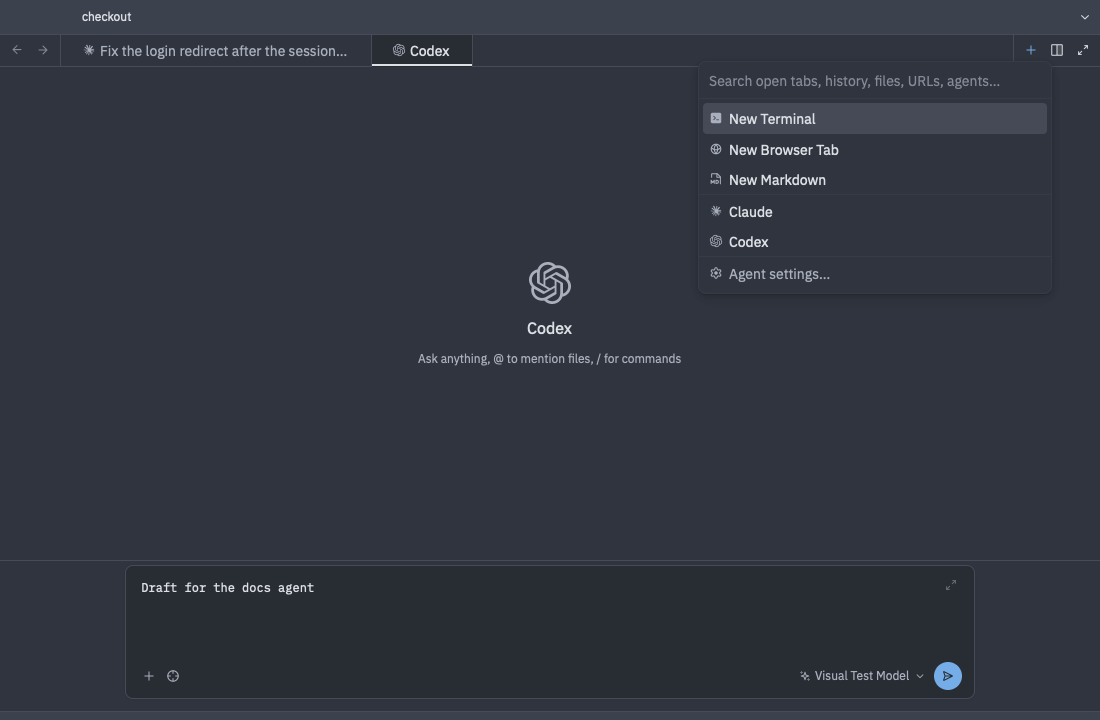 checkout
Fix the login redirect after the session...
Codex
Search open tabs, history, files, URLs, agents...
New Terminal
New Browser Tab
New Markdown
Claude
Codex
Agent settings...
Codex
Ask anything, @ to mention files, / for commands
Draft for the docs agent
Visual Test Model